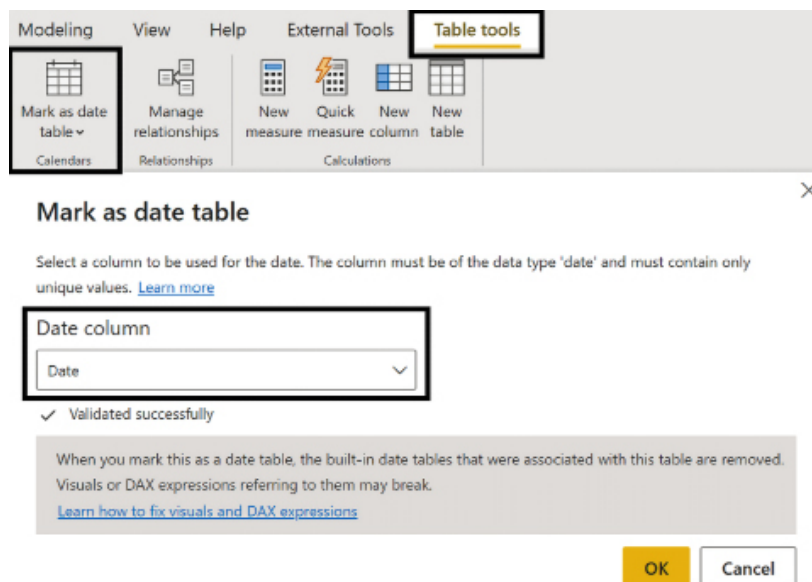 Modeling View Help External Tools Table tools
Mark as date table
Manage relationships
New measure
Quick measure
New column
New table
Calendars Relationships Calculations
Mark as date table
Select a column to be used for the date. The column must be of the data type 'date' and must contain only
unique values. Learn more
Date column
Date
Validated successfully
When you mark this as a date table, the built-in date tables that were associated with this table are removed.
Visuals or DAX expressions referring to them may break.
Learn how to fix visuals and DAX expressions
OK Cancel